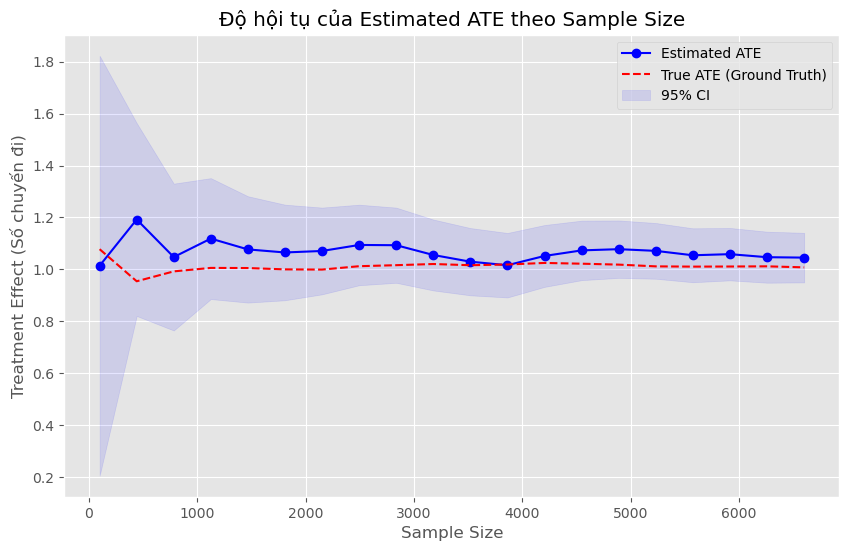 Độ hội tụ của Estimated ATE theo Sample Size
Estimated ATE
True ATE (Ground Truth)
95% CI
Treatment Effect (Số chuyến đi)
1.8
1.6
1.4
1.2
1.0
0.8
0.6
0.4
0.2
0 1000 2000 3000 4000 5000 6000
Sample Size